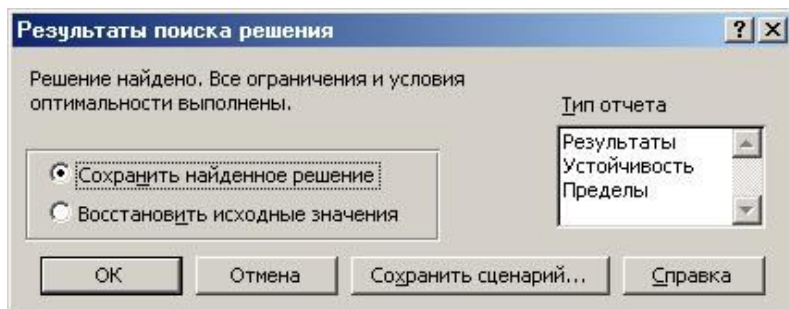 Результаты поиска решения
Решение найдено. Все ограничения и условия
оптимальности выполнены.
Тип отчета
Результаты
Устойчивость
Пределы
Сохранить найденное решение
Восстановить исходные значения
ОК
Отмена
Сохранить сценарий...
Справка